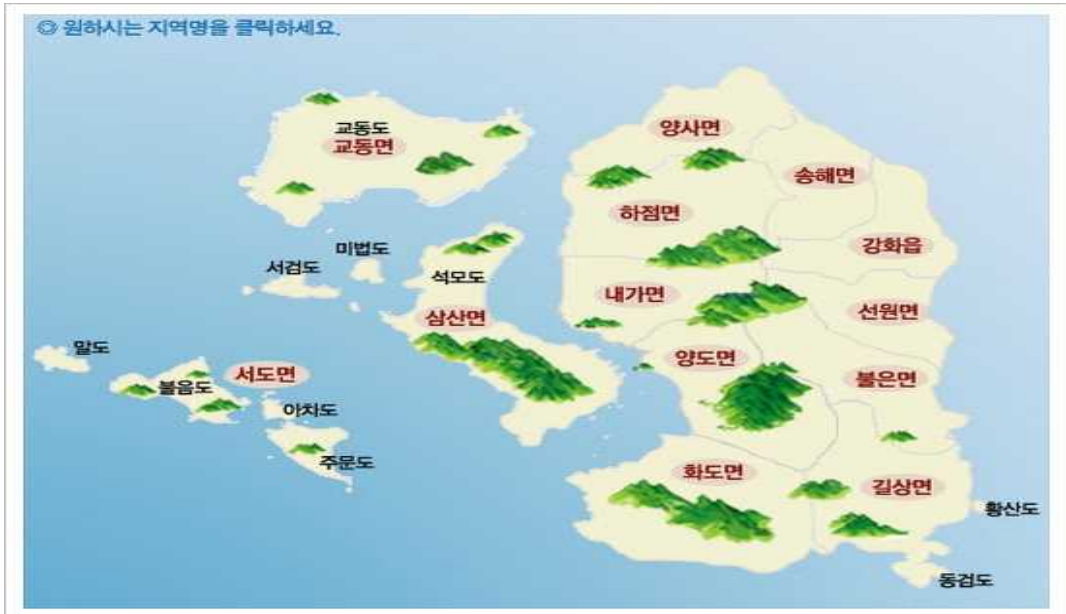 ◎ 원하시는 지역명을 클릭하세요.
교동도
교동면
양사면
송해면
하점면
강화읍
미법도
서검도
석모도
내가면
삼산면
선원면
말도
볼음도
서도면
양도면
불은면
아차도
주문도
화도면
길상면
황산도
동검도